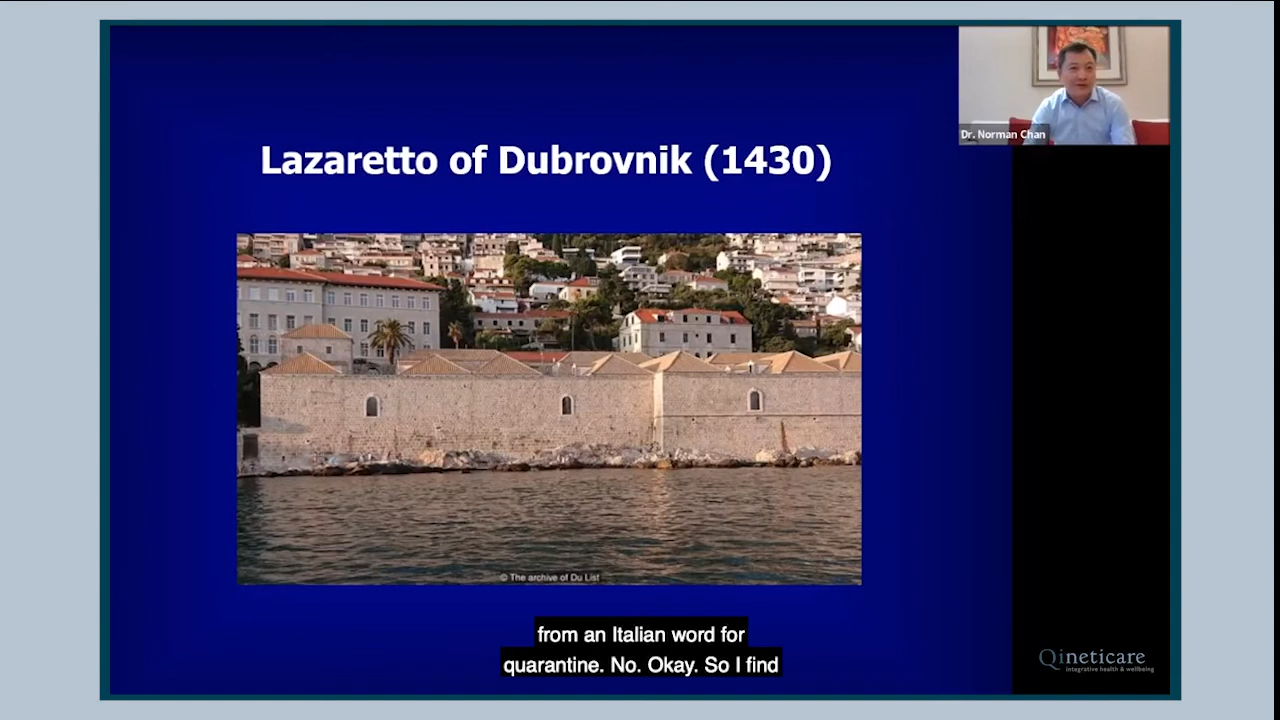 Dr. Norman Chan
Lazaretto of Dubrovnik (1430)
© The archive of Du List
from an Italian word for
quarantine. No. Okay. So I find
Qineticare
integrative health & wellbeing